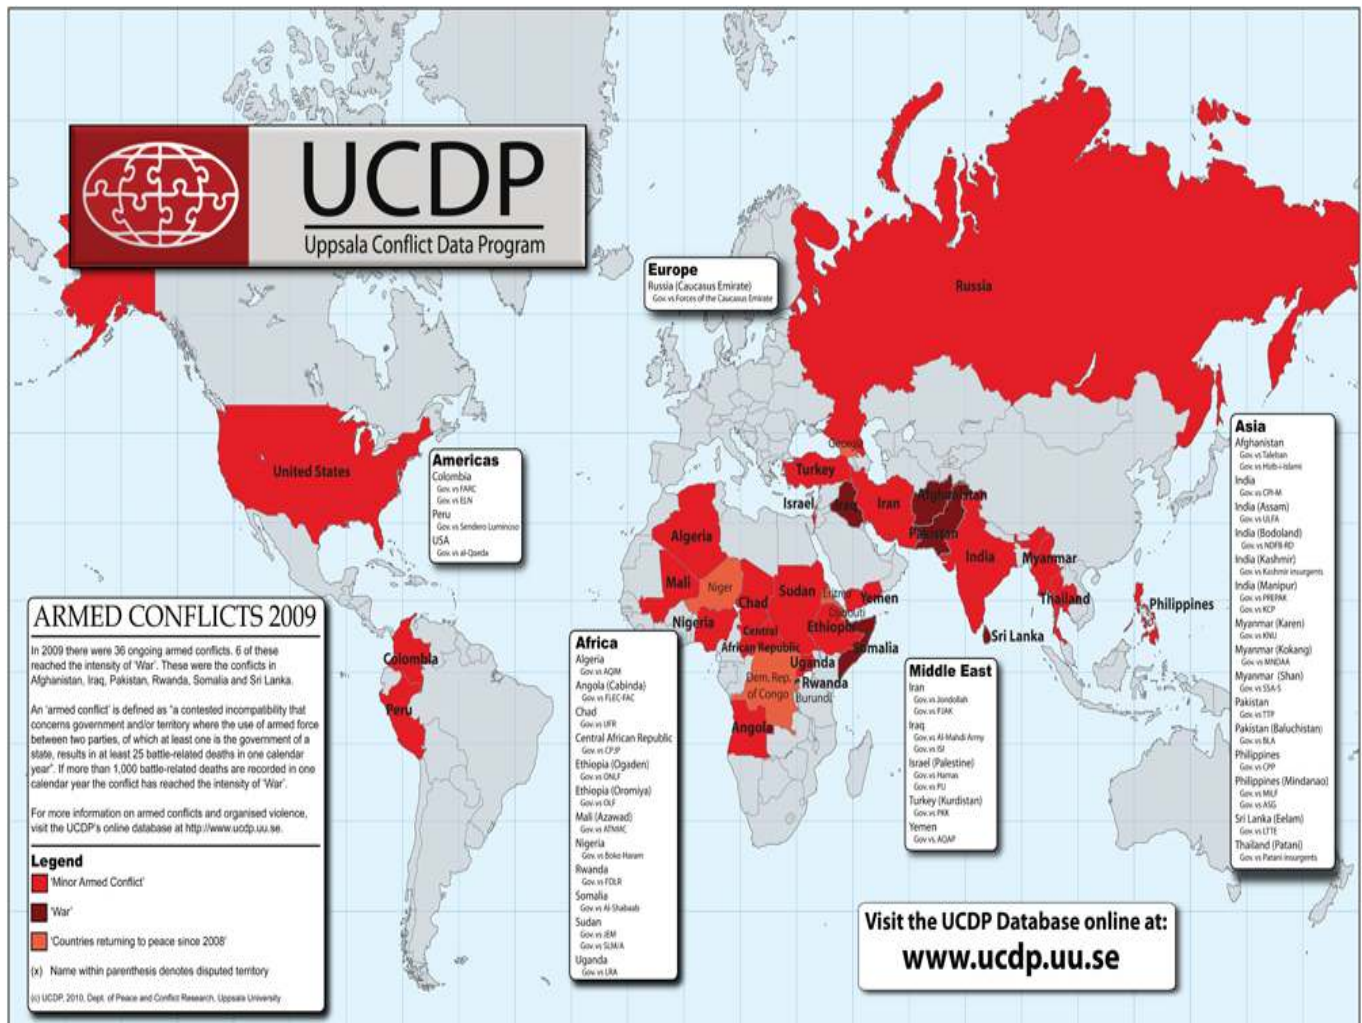 UCDP
Uppsala Conflict Data Program
Europe
Russia (Caucasus Emirate)
Gov. vs Forces of the Caucasus Emirate
Russia
United States
Americas
Colombia
Gov. vs FARC
Gov. vs ELN
Peru
Gov. vs Sendero Luminoso
USA
Gov. vs al-Qaeda
Georgia
Turkey
Israel
Iraq
Iran
Afghanistan
Pakistan
India
Myanmar
Thailand
Philippines
Sri Lanka
Algeria
Mali
Niger
Chad
Sudan
Eritrea
Yemen
Djibouti
Nigeria
Central
African Republic
Ethiopia
Somalia
Uganda
Dem. Rep.
of Congo
Rwanda
Burundi
Angola
Colombia
Peru
ARMED CONFLICTS 2009
In 2009 there were 36 ongoing armed conflicts. 6 of these
reached the intensity of 'War'. These were the conflicts in
Afghanistan, Iraq, Pakistan, Rwanda, Somalia and Sri Lanka.
An 'armed conflict' is defined as "a contested incompatibility that
concerns government and/or territory where the use of armed force
between two parties, of which at least one is the government of a
state, results in at least 25 battle-related deaths in one calendar
year". If more than 1,000 battle-related deaths are recorded in one
calendar year the conflict has reached the intensity of 'War'.
For more information on armed conflicts and organised violence,
visit the UCDP's online database at http://www.ucdp.uu.se.
Legend
'Minor Armed Conflict'
'War'
'Countries returning to peace since 2008'
(x) Name within parenthesis denotes disputed territory
(c) UCDP, 2010, Dept. of Peace and Conflict Research, Uppsala University
Africa
Algeria
Gov. vs AQIM
Angola (Cabinda)
Gov. vs FLEC-FAC
Chad
Gov. vs UFR
Central African Republic
Gov. vs CPJP
Ethiopia (Ogaden)
Gov. vs ONLF
Ethiopia (Oromiya)
Gov. vs OLF
Mali (Azawad)
Gov. vs ATNMC
Nigeria
Gov. vs Boko Haram
Rwanda
Gov. vs FDLR
Somalia
Gov. vs Al-Shabaab
Sudan
Gov. vs JEM
Gov. vs SLM/A
Uganda
Gov. vs LRA
Middle East
Iran
Gov. vs Jondollah
Gov. vs PJAK
Iraq
Gov. vs Al-Mahdi Army
Gov. vs ISI
Israel (Palestine)
Gov. vs Hamas
Gov. vs PIJ
Turkey (Kurdistan)
Gov. vs PKK
Yemen
Gov vs. AQAP
Asia
Afghanistan
Gov. vs Taleban
Gov. vs Hizb-i-Islami
India
Gov. vs CPI-M
India (Assam)
Gov. vs ULFA
India (Bodoland)
Gov. vs NDFB-RD
India (Kashmir)
Gov. vs Kashmir insurgents
India (Manipur)
Gov. vs PREPAK
Gov. vs KCP
Myanmar (Karen)
Gov. vs KNU
Myanmar (Kokang)
Gov. vs MNDAA
Myanmar (Shan)
Gov. vs SSA-S
Pakistan
Gov. vs TTP
Pakistan (Baluchistan)
Gov. vs BLA
Philippines
Gov. vs CPP
Philippines (Mindanao)
Gov. vs MILF
Gov. vs ASG
Sri Lanka (Eelam)
Gov. vs LTTE
Thailand (Patani)
Gov. vs Patani insurgents
Visit the UCDP Database online at:
www.ucdp.uu.se